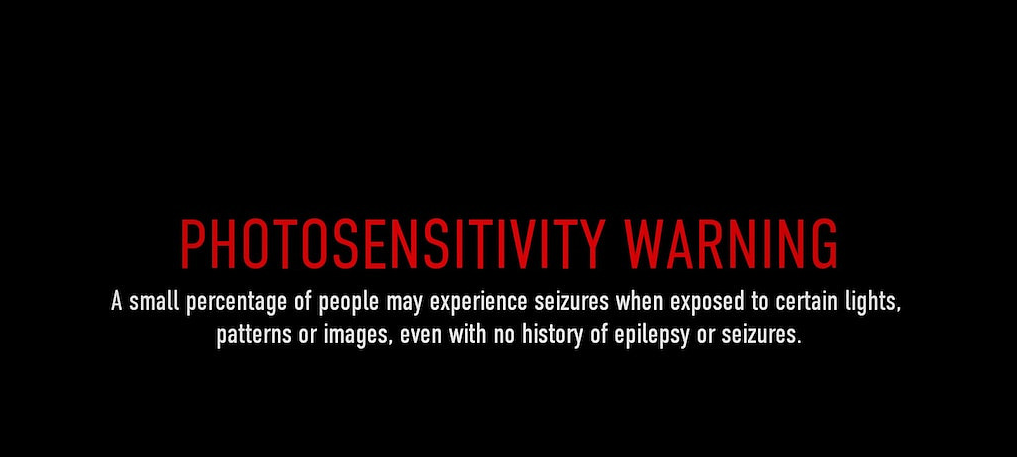 PHOTOSENSITIVITY WARNING
A small percentage of people may experience seizures when exposed to certain lights,
patterns or images, even with no history of epilepsy or seizures.